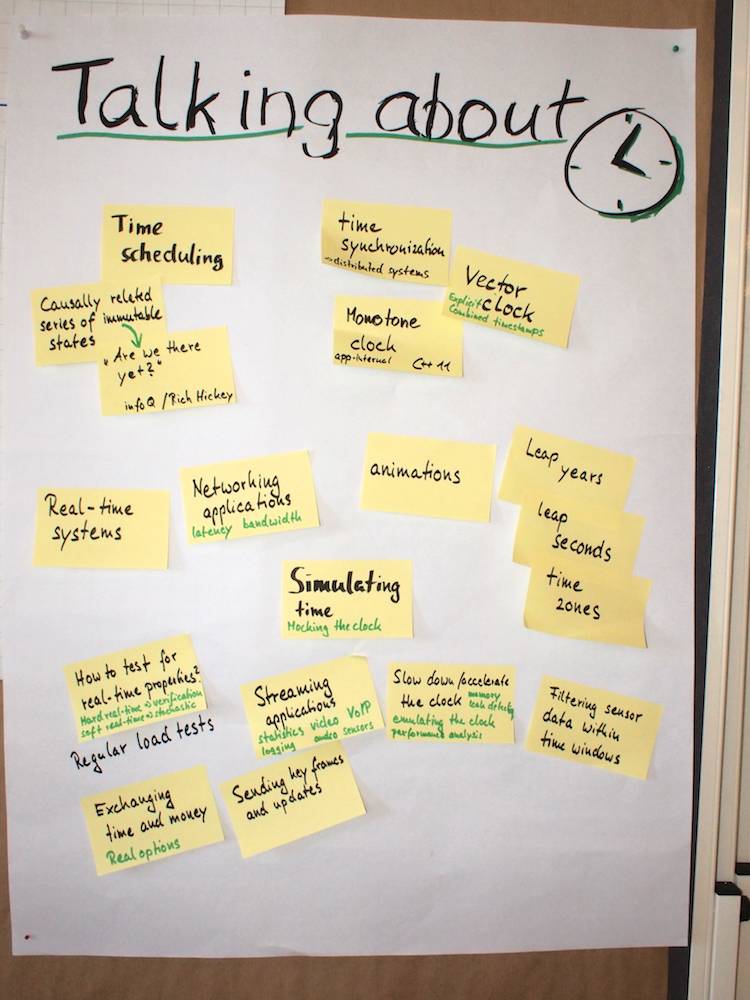 Talking about
Time
scheduling
Causally related
series of immutable
states
"Are we there
yet?"
infoQ / Rich Hickey
time
synchronization
→ distributed systems
Vector
clock
Explicit
Combined timestamps
Monotone
clock
app-internal C++11
Real-time
systems
Networking
applications
latency bandwidth
animations
Leap
years
leap
seconds
time
zones
Simulating
time
Mocking the clock
How to test for
real-time properties?
Hard real-time → verification
soft real-time → stochastic
Regular load tests
Streaming
applications
statistics video VoIP
logging audio sensors
Slow down/accelerate
the clock memory
leak detection
emulating the clock
performance analysis
Filtering sensor
data within
time windows
Exchanging
time and money
Real options
Sending key frames
and updates